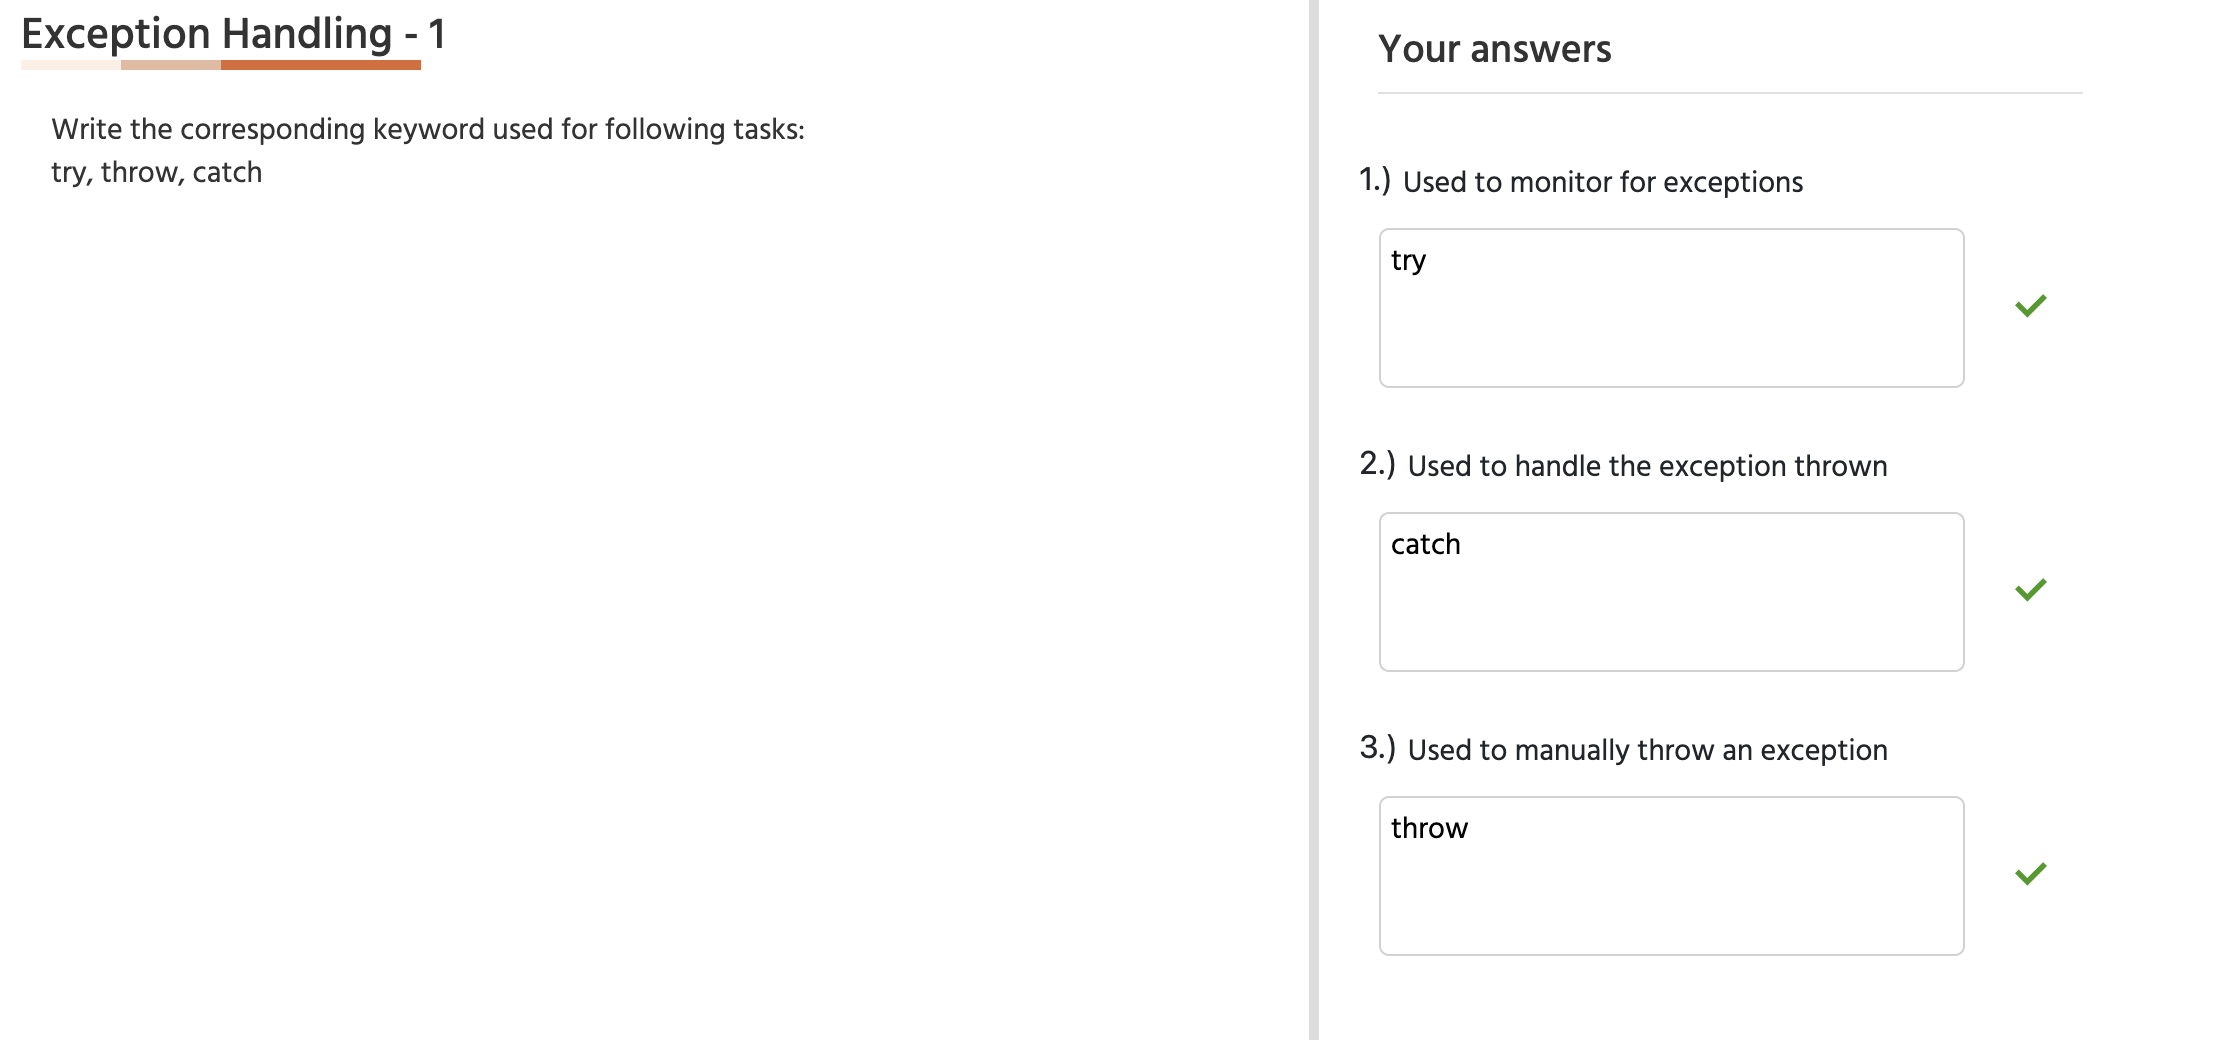 Exception Handling - 1
Write the corresponding keyword used for following tasks:
try, throw, catch
Your answers
1.) Used to monitor for exceptions
try
2.) Used to handle the exception thrown
catch
3.) Used to manually throw an exception
throw